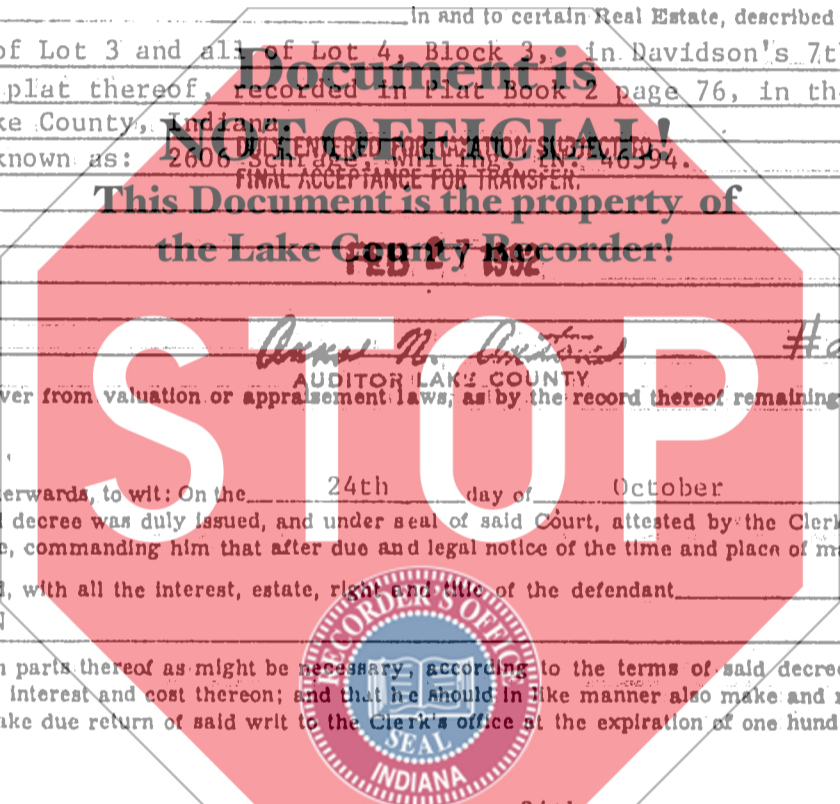 in and to certain Real Estate, described
of Lot 3 and all of Lot 4, Block 3, in Davidson's 7t
Document is
plat thereof, recorded in Plat Book 2 page 76, in th
ke County, Indiana.
NOT OFFICIAL!
DULY ENTERED FOR TAXATION SUBJECT TO
known as: 2606 Schrage, Whiting, IN. 46394.
FINAL ACCEPTANCE FOR TRANSFER.
This Document is the property of
the Lake County Recorder!
FEB 27 1992
STOP
Anna N. Anton
AUDITOR LAKE COUNTY
ver from valuation or appraisement laws, as by the record thereof remaining
erwards, to wit: On the 24th day of October
decree was duly issued, and under seal of said Court, attested by the Clerk
e, commanding him that after due and legal notice of the time and place of m
, with all the interest, estate, right and title of the defendant
N
RECORDER'S OFFICE
parts thereof as might be necessary, according to the terms of said decree
interest and cost thereon; and that he should in like manner also make and
ake due return of said writ to the Clerk's office at the expiration of one hund
SEAL
INDIANA